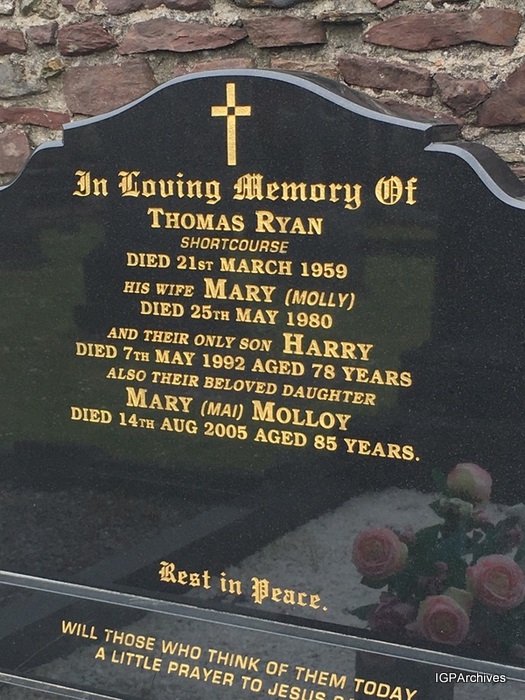 In Loving Memory Of
THOMAS RYAN
SHORTCOURSE
DIED 21ST MARCH 1959
HIS WIFE MARY (MOLLY)
DIED 25TH MAY 1980
AND THEIR ONLY SON HARRY
DIED 7TH MAY 1992 AGED 78 YEARS
ALSO THEIR BELOVED DAUGHTER
MARY (MAI) MOLLOY
DIED 14TH AUG 2005 AGED 85 YEARS.
Rest in Peace.
WILL THOSE WHO THINK OF THEM TODAY
A LITTLE PRAYER TO JESUS
IGPArchives